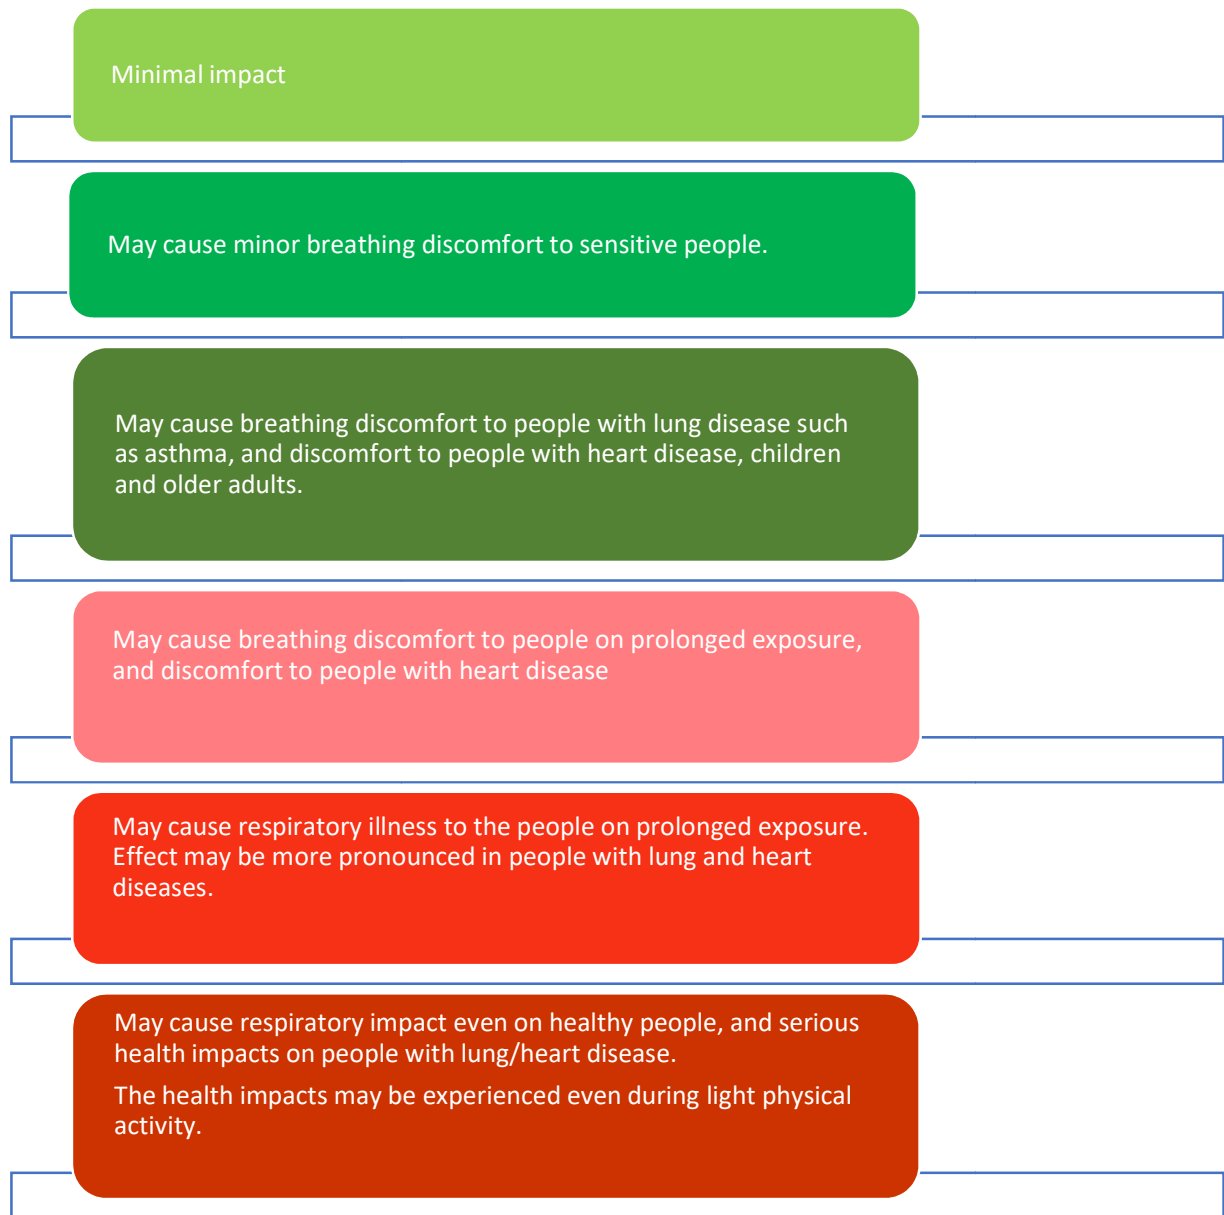 Minimal impact
May cause minor breathing discomfort to sensitive people.
May cause breathing discomfort to people with lung disease such
as asthma, and discomfort to people with heart disease, children
and older adults.
May cause breathing discomfort to people on prolonged exposure,
and discomfort to people with heart disease
May cause respiratory illness to the people on prolonged exposure.
Effect may be more pronounced in people with lung and heart
diseases.
May cause respiratory impact even on healthy people, and serious
health impacts on people with lung/heart disease.
The health impacts may be experienced even during light physical
activity.